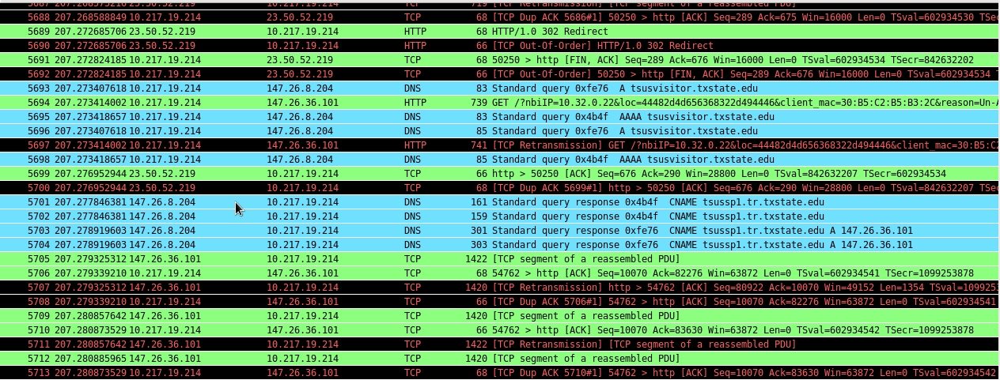 5687 207.268575216 23.50.52.219 10.217.19.214 TCP 719 [TCP Retransmission] [TCP segment of a reassembled PDU]
5688 207.268588849 10.217.19.214 23.50.52.219 TCP 68 [TCP Dup ACK 5686#1] 50250 > http [ACK] Seq=289 Ack=675 Win=16000 Len=0 TSval=602934530 TSec
5689 207.272685706 23.50.52.219 10.217.19.214 HTTP 68 HTTP/1.0 302 Redirect
5690 207.272685706 23.50.52.219 10.217.19.214 HTTP 66 [TCP Out-Of-Order] HTTP/1.0 302 Redirect
5691 207.272824185 10.217.19.214 23.50.52.219 TCP 68 50250 > http [FIN, ACK] Seq=289 Ack=676 Win=16000 Len=0 TSval=602934534 TSecr=842632202
5692 207.272824185 10.217.19.214 23.50.52.219 TCP 66 [TCP Out-Of-Order] 50250 > http [FIN, ACK] Seq=289 Ack=676 Win=16000 Len=0 TSval=602934534 T
5693 207.273407618 10.217.19.214 147.26.8.204 DNS 83 Standard query 0xfe76 A tsusvisitor.txstate.edu
5694 207.273414002 10.217.19.214 147.26.36.101 HTTP 739 GET /?nbiIP=10.32.0.22&loc=44482d4d656368322d494446&client_mac=30:B5:C2:B5:B3:2C&reason=Un-A
5695 207.273418657 10.217.19.214 147.26.8.204 DNS 83 Standard query 0x4b4f AAAA tsusvisitor.txstate.edu
5696 207.273407618 10.217.19.214 147.26.8.204 DNS 85 Standard query 0xfe76 A tsusvisitor.txstate.edu
5697 207.273414002 10.217.19.214 147.26.36.101 HTTP 741 [TCP Retransmission] GET /?nbiIP=10.32.0.22&loc=44482d4d656368322d494446&client_mac=30:B5:C2
5698 207.273418657 10.217.19.214 147.26.8.204 DNS 85 Standard query 0x4b4f AAAA tsusvisitor.txstate.edu
5699 207.276952944 23.50.52.219 10.217.19.214 TCP 66 http > 50250 [ACK] Seq=676 Ack=290 Win=28800 Len=0 TSval=842632207 TSecr=602934534
5700 207.276952944 23.50.52.219 10.217.19.214 TCP 68 [TCP Dup ACK 5699#1] http > 50250 [ACK] Seq=676 Ack=290 Win=28800 Len=0 TSval=842632207 TSec
5701 207.277846381 147.26.8.204 10.217.19.214 DNS 161 Standard query response 0x4b4f CNAME tsussp1.tr.txstate.edu
5702 207.277846381 147.26.8.204 10.217.19.214 DNS 159 Standard query response 0x4b4f CNAME tsussp1.tr.txstate.edu
5703 207.278919603 147.26.8.204 10.217.19.214 DNS 301 Standard query response 0xfe76 CNAME tsussp1.tr.txstate.edu A 147.26.36.101
5704 207.278919603 147.26.8.204 10.217.19.214 DNS 303 Standard query response 0xfe76 CNAME tsussp1.tr.txstate.edu A 147.26.36.101
5705 207.279325312 147.26.36.101 10.217.19.214 TCP 1422 [TCP segment of a reassembled PDU]
5706 207.279339210 10.217.19.214 147.26.36.101 TCP 68 54762 > http [ACK] Seq=10070 Ack=82276 Win=63872 Len=0 TSval=602934541 TSecr=1099253878
5707 207.279325312 147.26.36.101 10.217.19.214 TCP 1420 [TCP Retransmission] http > 54762 [ACK] Seq=80922 Ack=10070 Win=49152 Len=1354 TSval=1099253
5708 207.279339210 10.217.19.214 147.26.36.101 TCP 66 [TCP Dup ACK 5706#1] 54762 > http [ACK] Seq=10070 Ack=82276 Win=63872 Len=0 TSval=602934541
5709 207.280857642 147.26.36.101 10.217.19.214 TCP 1420 [TCP segment of a reassembled PDU]
5710 207.280873529 10.217.19.214 147.26.36.101 TCP 66 54762 > http [ACK] Seq=10070 Ack=83630 Win=63872 Len=0 TSval=602934542 TSecr=1099253878
5711 207.280857642 147.26.36.101 10.217.19.214 TCP 1422 [TCP Retransmission] [TCP segment of a reassembled PDU]
5712 207.280885965 147.26.36.101 10.217.19.214 TCP 1420 [TCP segment of a reassembled PDU]
5713 207.280873529 10.217.19.214 147.26.36.101 TCP 68 [TCP Dup ACK 5710#1] 54762 > http [ACK] Seq=10070 Ack=83630 Win=63872 Len=0 TSval=602934542